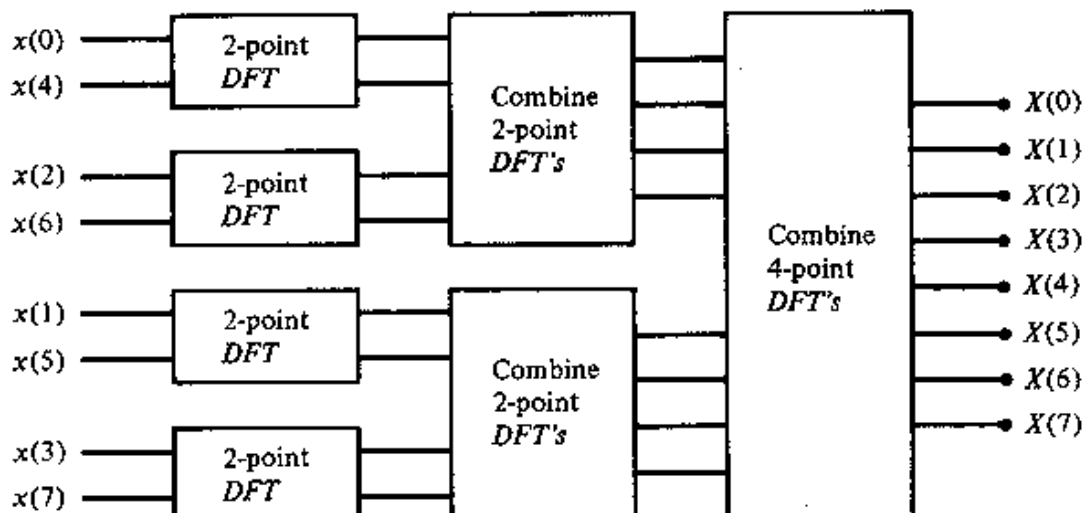 x(0)
x(4)
2-point
DFT
x(2)
x(6)
2-point
DFT
x(1)
x(5)
2-point
DFT
x(3)
x(7)
2-point
DFT
Combine
2-point
DFT's
Combine
2-point
DFT's
Combine
4-point
DFT's
X(0)
X(1)
X(2)
X(3)
X(4)
X(5)
X(6)
X(7)